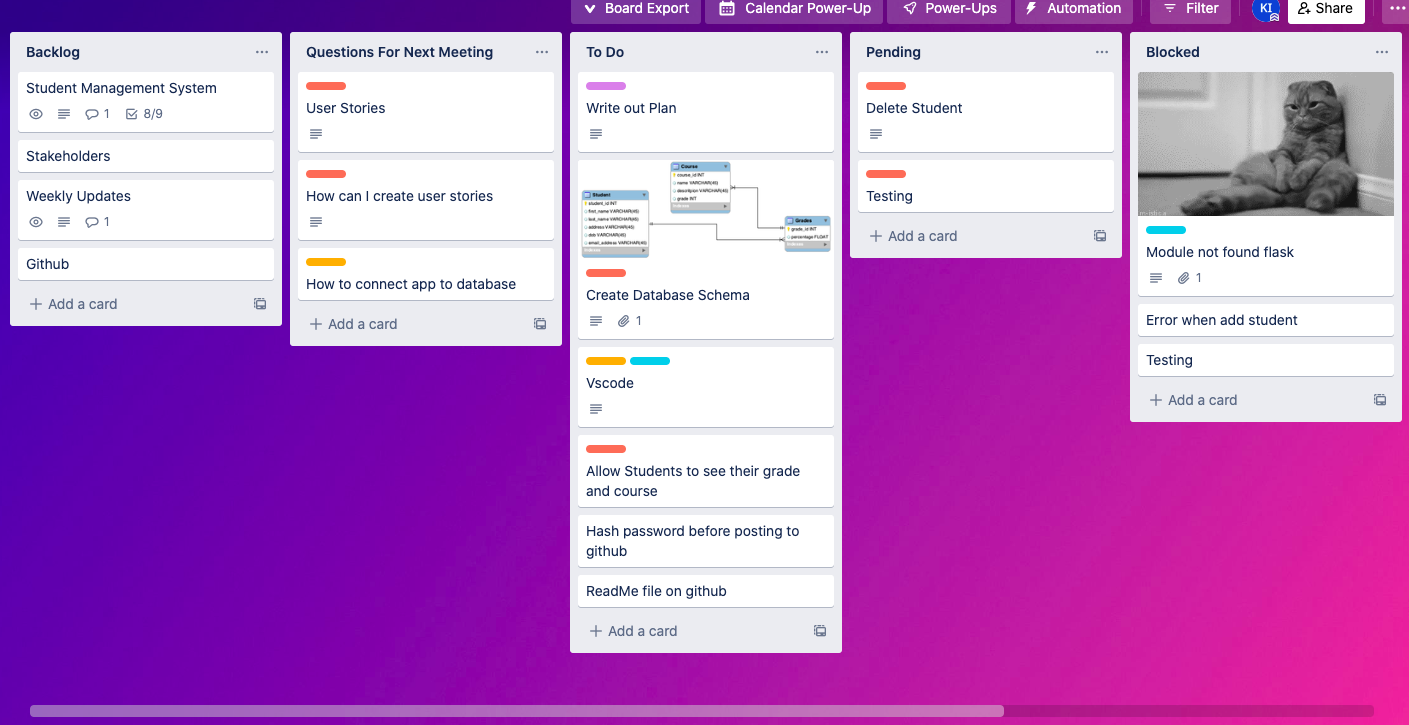 Board Export
Calendar Power-Up
Power-Ups
Automation
Filter
KI
Share
Backlog
Student Management System
1
8/9
Stakeholders
Weekly Updates
1
Github
Add a card
Questions For Next Meeting
User Stories
How can I create user stories
How to connect app to database
Add a card
To Do
Write out Plan
Course
course_id INT
name VARCHAR(45)
description VARCHAR(45)
grade INT
Indexes
Student
student_id INT
first_name VARCHAR(45)
last_name VARCHAR(45)
address VARCHAR(45)
dob VARCHAR(45)
email_address VARCHAR(45)
Indexes
Grades
grade_id INT
percentage FLOAT
Indexes
Create Database Schema
1
Vscode
Allow Students to see their grade
and course
Hash password before posting to
github
ReadMe file on github
Add a card
Pending
Delete Student
Testing
Add a card
Blocked
Module not found flask
1
Error when add student
Testing
Add a card